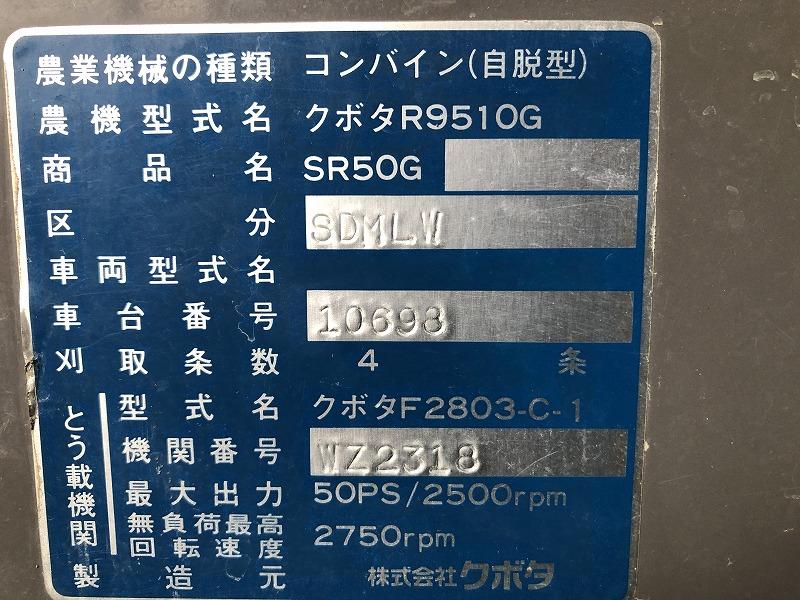 農業機械の種類 コンバイン(自脱型)
農機型式名 クボタR9510G
商品名 SR50G
区分 SDMLW
車両型式名
車台番号 10698
刈取条数 4条
とう載機関
型式名 クボタF2803-C-1
機関番号 WZ2318
最大出力 50PS/2500rpm
無負荷最高回転速度 2750rpm
製造元 株式会社クボタ